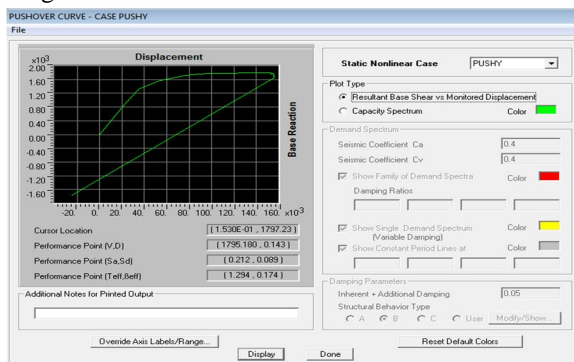 PUSHOVER CURVE - CASE PUSHY
File
Displacement
x10³
2.00
1.60
1.20
0.80
0.40
0.00
-0.40
-0.80
-1.20
-1.60
Base Reaction
-20. 0. 20. 40. 60. 80. 100. 120. 140. 160. x10⁻³
Cursor Location (1.530E-01 , 1797.23)
Performance Point (V,D) (1795.180 , 0.143)
Performance Point (Sa,Sd) (0.212 , 0.089)
Performance Point (Teff,βeff) (1.294 , 0.174)
Additional Notes for Printed Output
Override Axis Labels/Range...
Static Nonlinear Case PUSHY
Plot Type
Resultant Base Shear vs Monitored Displacement
Capacity Spectrum Color
Demand Spectrum
Seismic Coefficient Ca 0.4
Seismic Coefficient Cv 0.4
Show Family of Demand Spectra Color
Damping Ratios
Show Single Demand Spectrum Color
(Variable Damping)
Show Constant Period Lines at Color
Damping Parameters
Inherent + Additional Damping 0.05
Structural Behavior Type
A B C User Modify/Show...
Reset Default Colors
Display Done